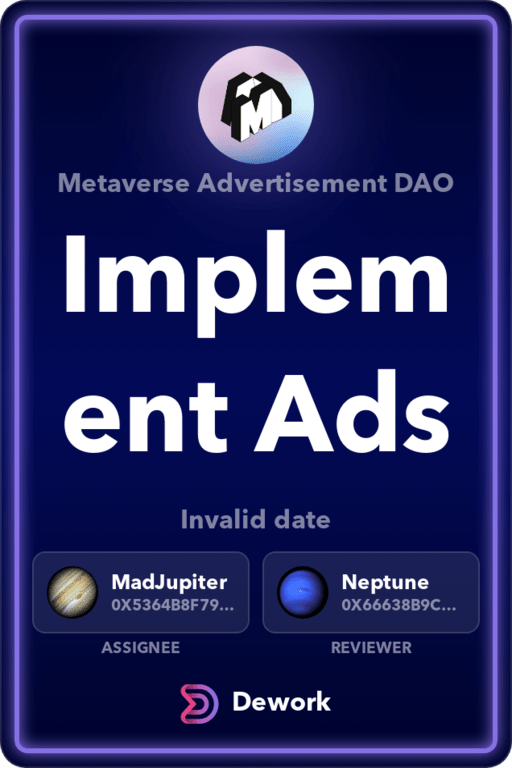 M
Metaverse Advertisement DAO
Implem
ent Ads
Invalid date
MadJupiter
0X5364B8F79...
Neptune
0X66638B9C...
ASSIGNEE
REVIEWER
Dework